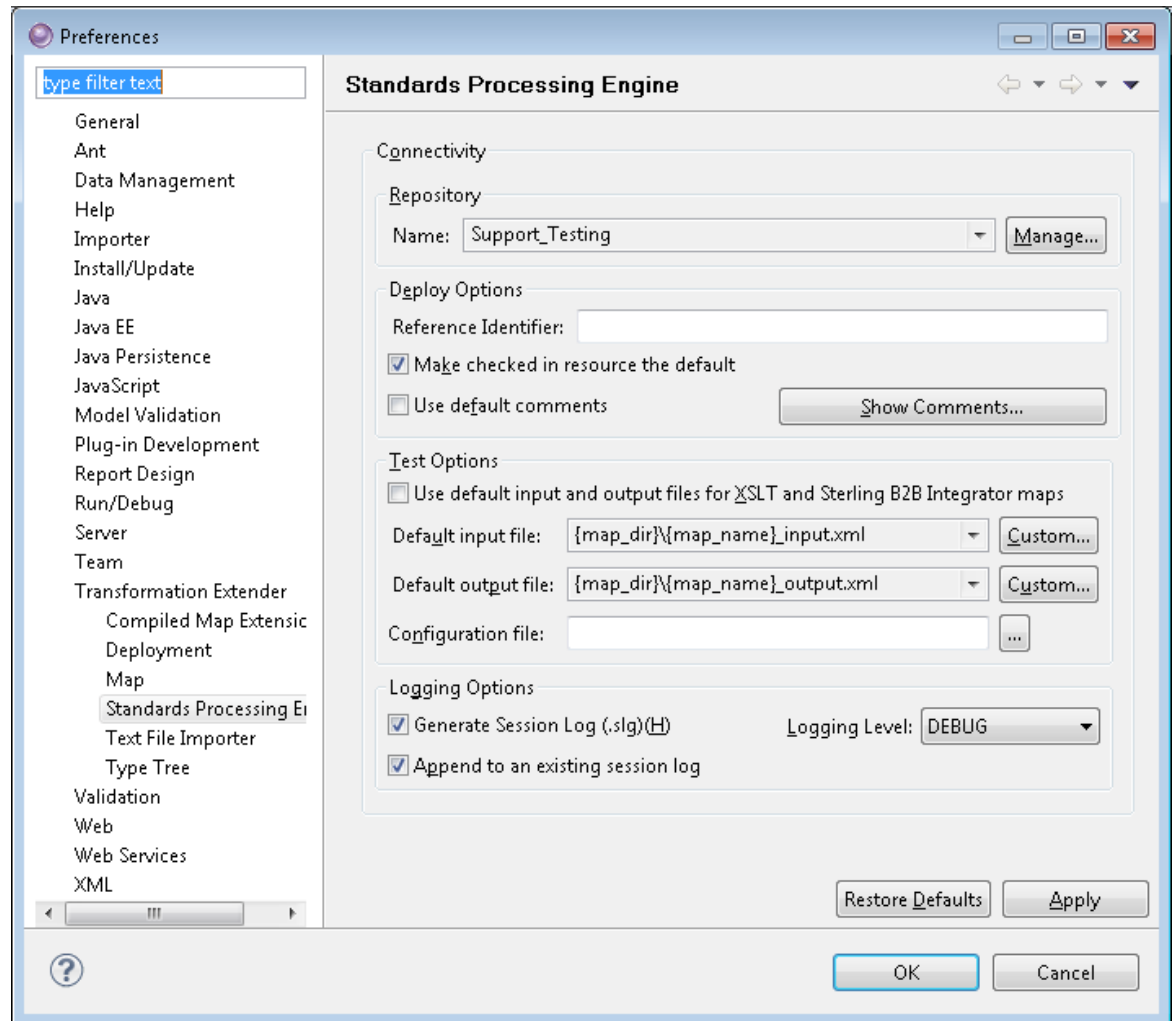 Preferences
type filter text
General
Ant
Data Management
Help
Importer
Install/Update
Java
Java EE
Java Persistence
JavaScript
Model Validation
Plug-in Development
Report Design
Run/Debug
Server
Team
Transformation Extender
Compiled Map Extensic
Deployment
Map
Standards Processing Ei
Text File Importer
Type Tree
Validation
Web
Web Services
XML
Standards Processing Engine
Connectivity
Repository
Name: Support_Testing Manage...
Deploy Options
Reference Identifier:
Make checked in resource the default
Use default comments Show Comments...
Test Options
Use default input and output files for XSLT and Sterling B2B Integrator maps
Default input file: {map_dir}\{map_name}_input.xml Custom...
Default output file: {map_dir}\{map_name}_output.xml Custom...
Configuration file: ...
Logging Options
Generate Session Log (.slg)(H) Logging Level: DEBUG
Append to an existing session log
Restore Defaults Apply
? OK Cancel